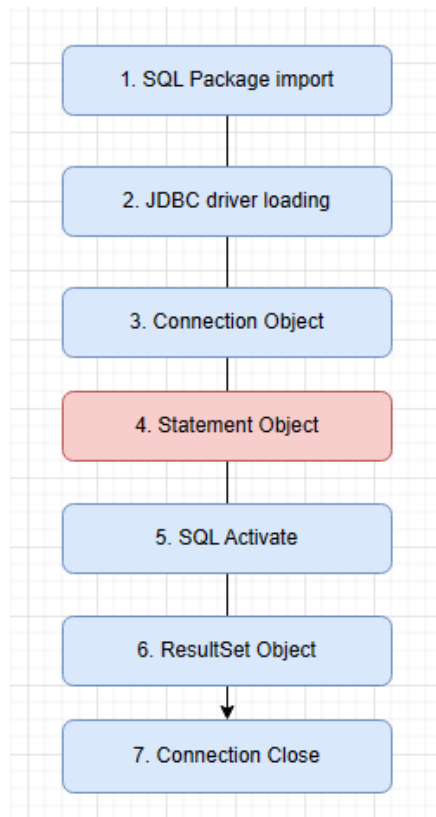 1. SQL Package import
2. JDBC driver loading
3. Connection Object
4. Statement Object
5. SQL Activate
6. ResultSet Object
7. Connection Close